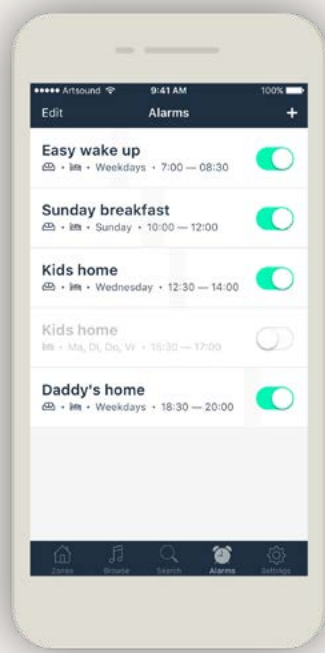 ●●●●● Artsound 9:41 AM 100%
Edit Alarms +
Easy wake up
• Weekdays • 7:00 — 08:30
Sunday breakfast
• Sunday • 10:00 — 12:00
Kids home
• Wednesday • 12:30 — 14:00
Kids home
• Ma, Di, Do, Vr • 15:30 — 17:00
Daddy's home
• Weekdays • 18:30 — 20:00
Zones Browse Search Alarms Settings